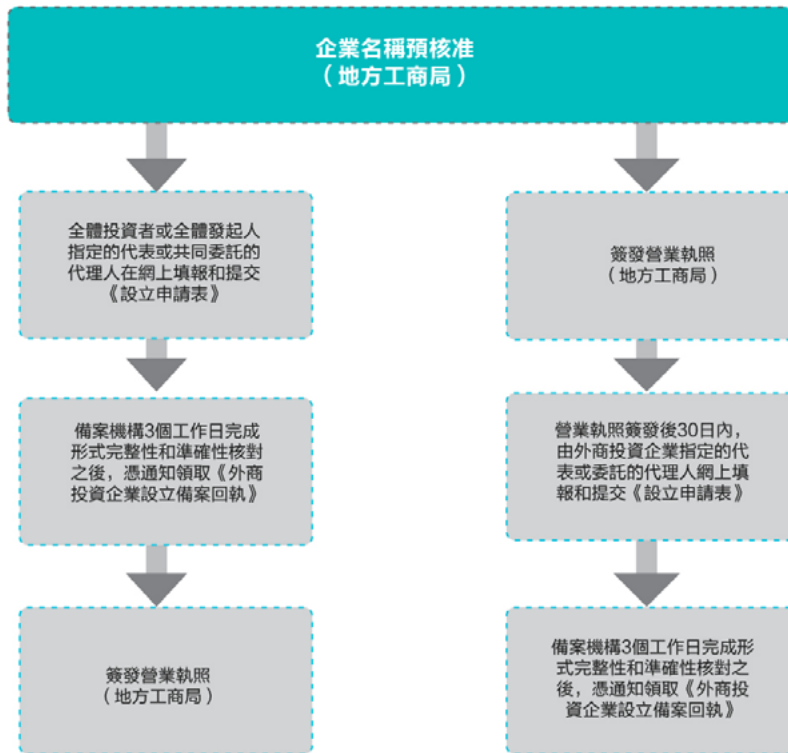 企業名稱預核准
（地方工商局）
全體投資者或全體發起人
指定的代表或共同委託的
代理人在網上填報和提交
《設立申請表》
備案機構3個工作日完成
形式完整性和準確性核對
之後，憑通知領取《外商
投資企業設立備案回執》
簽發營業執照
（地方工商局）
簽發營業執照
（地方工商局）
營業執照簽發後30日內，
由外商投資企業指定的代
表或委託的代理人網上填
報和提交《設立申請表》
備案機構3個工作日完成形
式完整性和準確性核對之
後，憑通知領取《外商投
資企業設立備案回執》